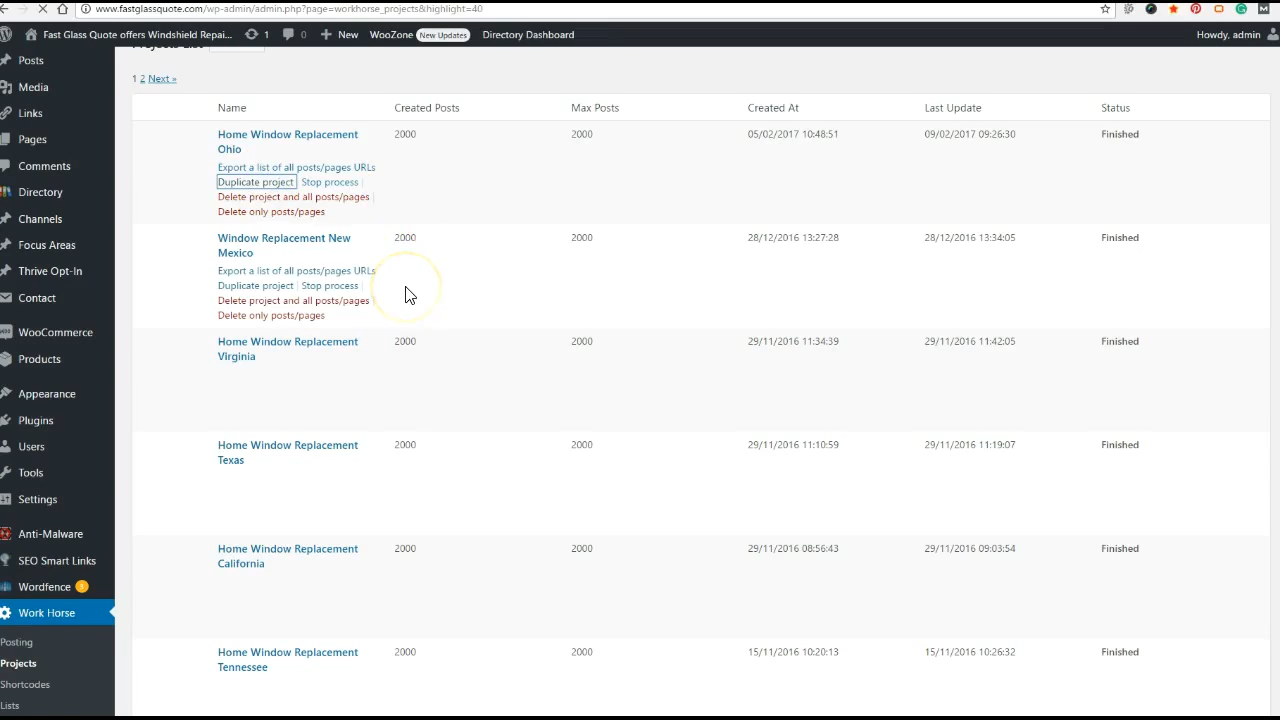 www.fastglassquote.com/wp-admin/admin.php?page=workhorse_projects&highlight=40
Fast Glass Quote offers Windshield Repai... 1 0 New WooZone New Updates Directory Dashboard Howdy, admin
Projects List
1 2 Next »
Name Created Posts Max Posts Created At Last Update Status
Home Window Replacement Ohio 2000 2000 05/02/2017 10:48:51 09/02/2017 09:26:30 Finished
Export a list of all posts/pages URLs
Duplicate project | Stop process |
Delete project and all posts/pages |
Delete only posts/pages
Window Replacement New Mexico 2000 2000 28/12/2016 13:27:28 28/12/2016 13:34:05 Finished
Export a list of all posts/pages URLs
Duplicate project | Stop process |
Delete project and all posts/pages |
Delete only posts/pages
Home Window Replacement Virginia 2000 2000 29/11/2016 11:34:39 29/11/2016 11:42:05 Finished
Home Window Replacement Texas 2000 2000 29/11/2016 11:10:59 29/11/2016 11:19:07 Finished
Home Window Replacement California 2000 2000 29/11/2016 08:56:43 29/11/2016 09:03:54 Finished
Home Window Replacement Tennessee 2000 2000 15/11/2016 10:20:13 15/11/2016 10:26:32 Finished
Posts
Media
Links
Pages
Comments
Directory
Channels
Focus Areas
Thrive Opt-In
Contact
WooCommerce
Products
Appearance
Plugins
Users
Tools
Settings
Anti-Malware
SEO Smart Links
Wordfence 3
Work Horse
Posting
Projects
Shortcodes
Lists